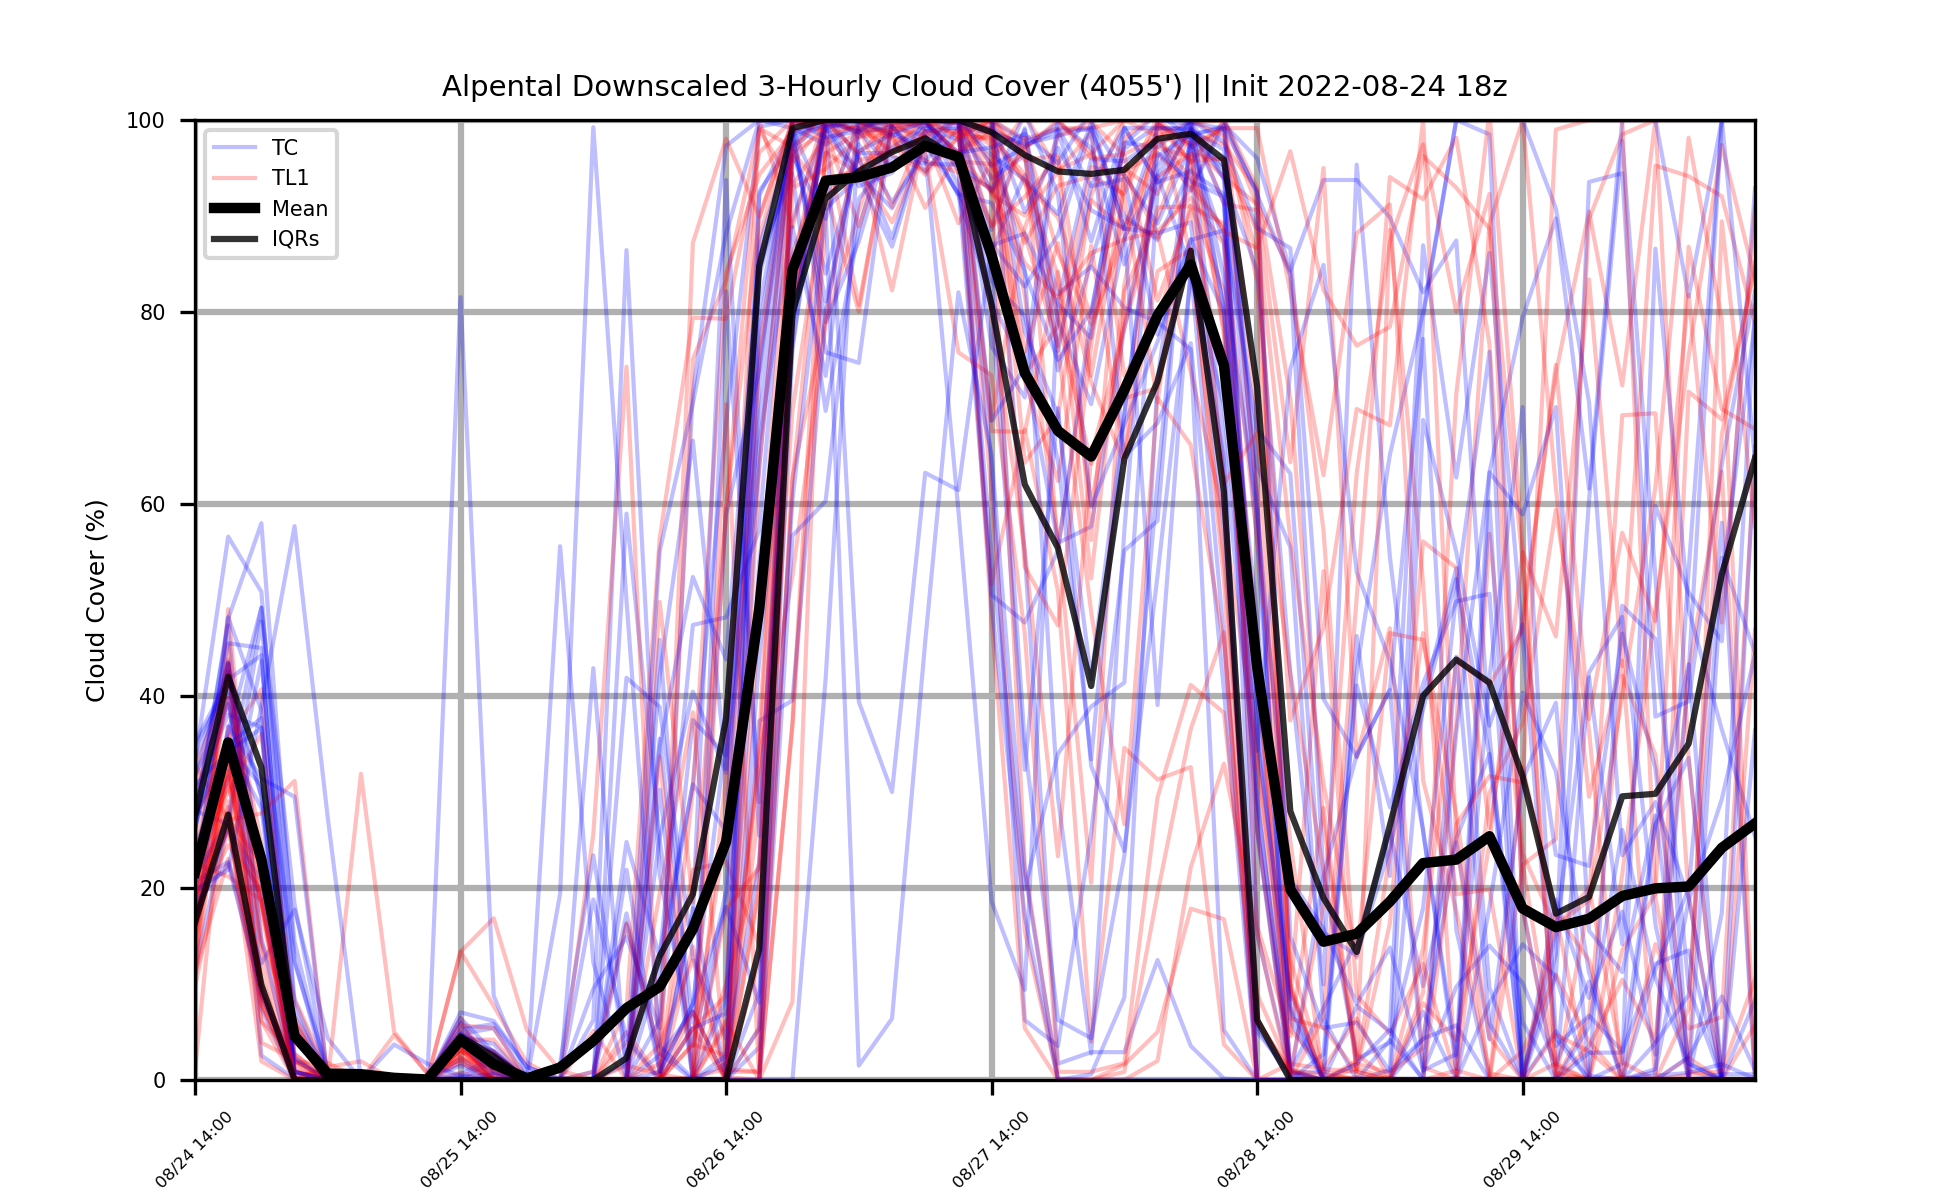 Alpental Downscaled 3-Hourly Cloud Cover (4055') || Init 2022-08-24 18z
TC
TL1
Mean
IQRs
Cloud Cover (%)
100
80
60
40
20
0
08/24 14:00
08/25 14:00
08/26 14:00
08/27 14:00
08/28 14:00
08/29 14:00